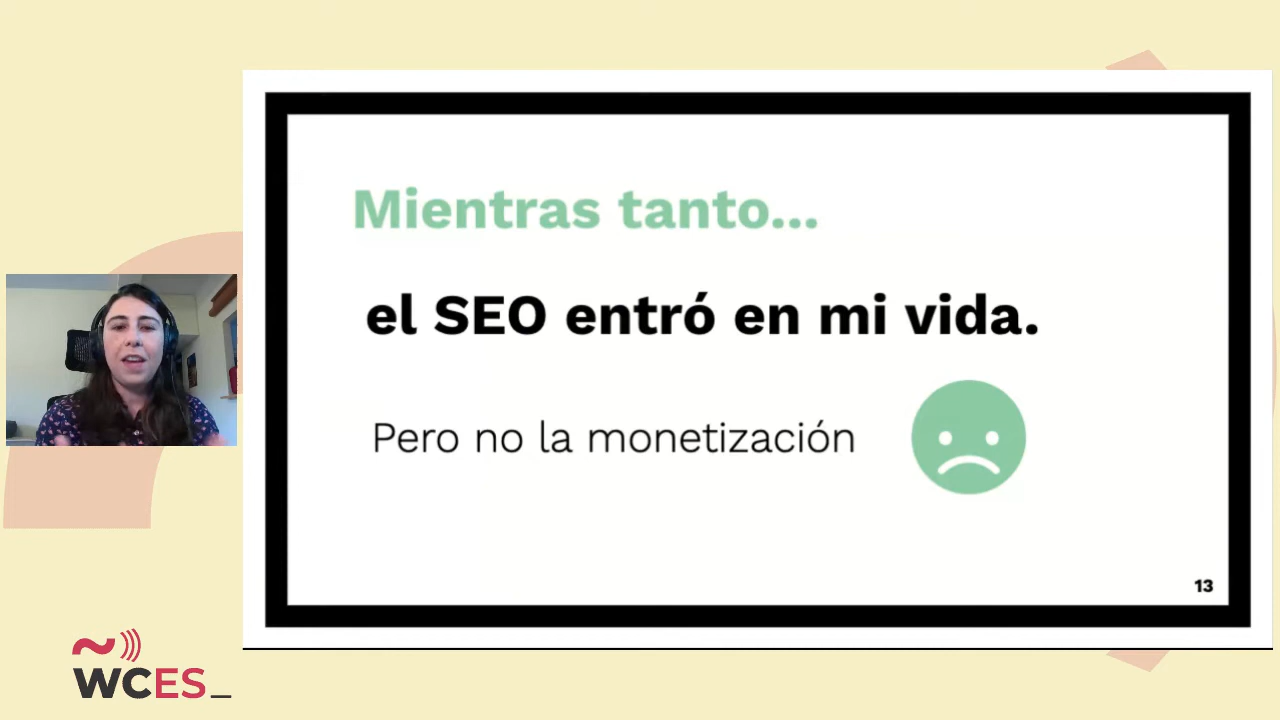 Mientras tanto...
el SEO entró en mi vida.
Pero no la monetización
13
WCES_